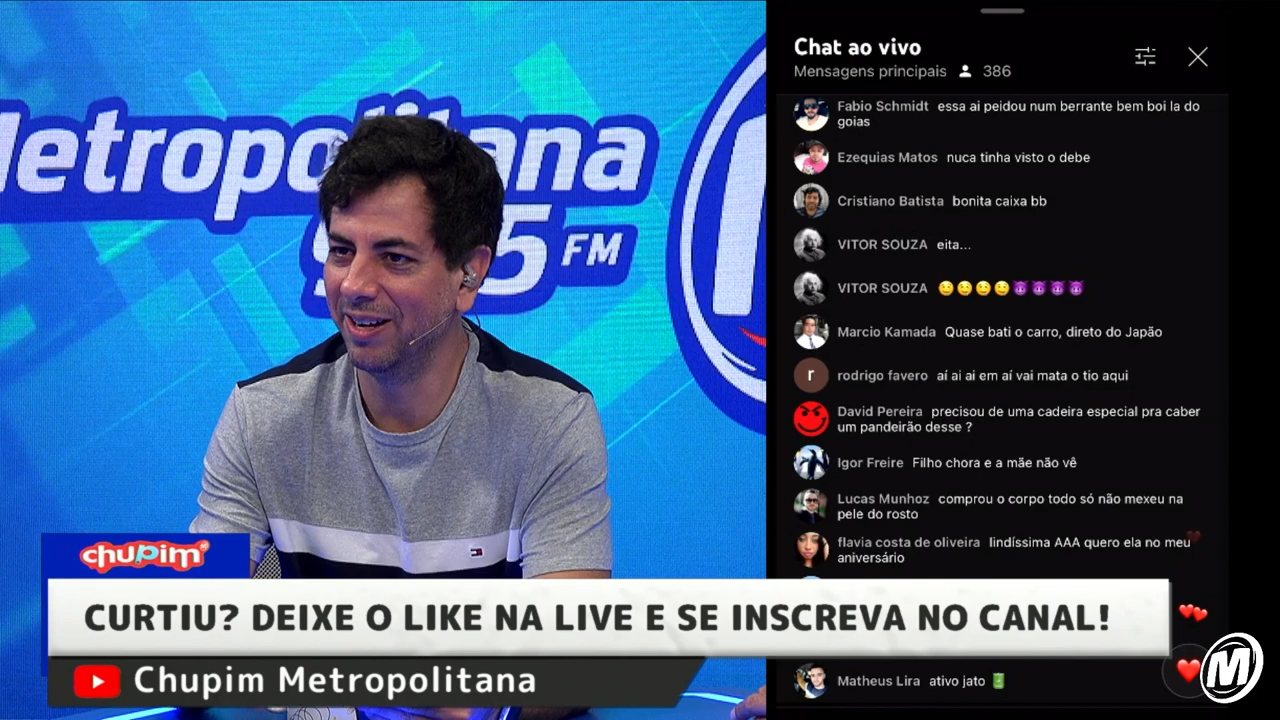 Metropolitana
5 FM
Chat ao vivo
Mensagens principais 386
Fabio Schmidt essa ai peidou num berrante bem boi la do
goias
Ezequias Matos nuca tinha visto o debe
Cristiano Batista bonita caixa bb
VITOR SOUZA eita...
VITOR SOUZA 🤤🤤🤤🤤😈😈😈😈
Marcio Kamada Quase bati o carro, direto do Japão
r rodrigo favero aí ai ai em aí vai mata o tio aqui
David Pereira precisou de uma cadeira especial pra caber
um pandeirão desse ?
Igor Freire Filho chora e a mãe não vê
Lucas Munhoz comprou o corpo todo só não mexeu na
pele do rosto
flavia costa de oliveira lindíssima AAA quero ela no meu
aniversário
chupim
CURTIU? DEIXE O LIKE NA LIVE E SE INSCREVA NO CANAL!
Chupim Metropolitana
Matheus Lira ativo jato 🔋
M